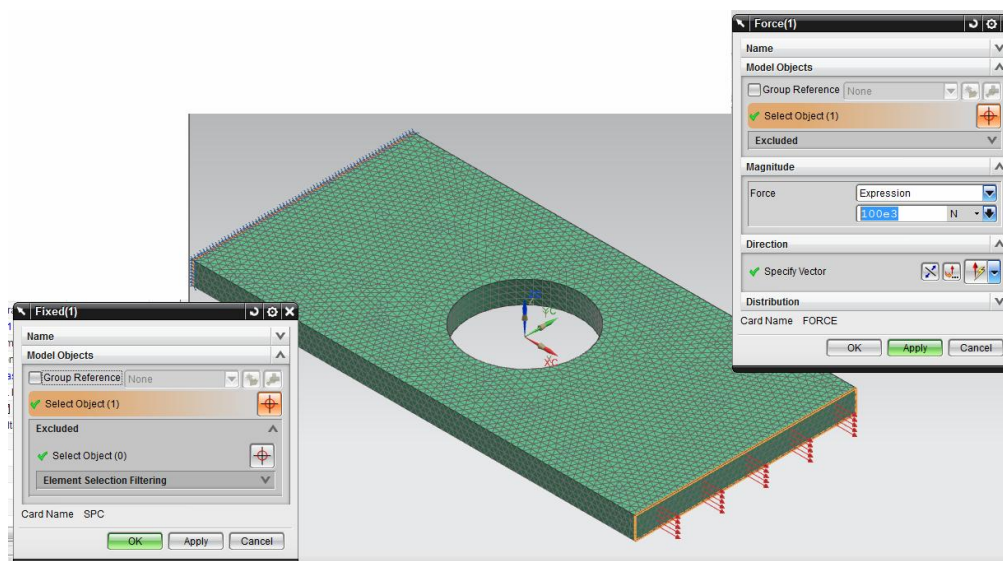 Force(1)
Name
Model Objects
Group Reference None
Select Object (1)
Excluded
Magnitude
Force Expression
100e3 N
Direction
Specify Vector
Distribution
Card Name FORCE
OK Apply Cancel
YC
XC
Fixed(1)
Name
Model Objects
Group Reference None
Select Object (1)
Excluded
Select Object (0)
Element Selection Filtering
Card Name SPC
OK Apply Cancel